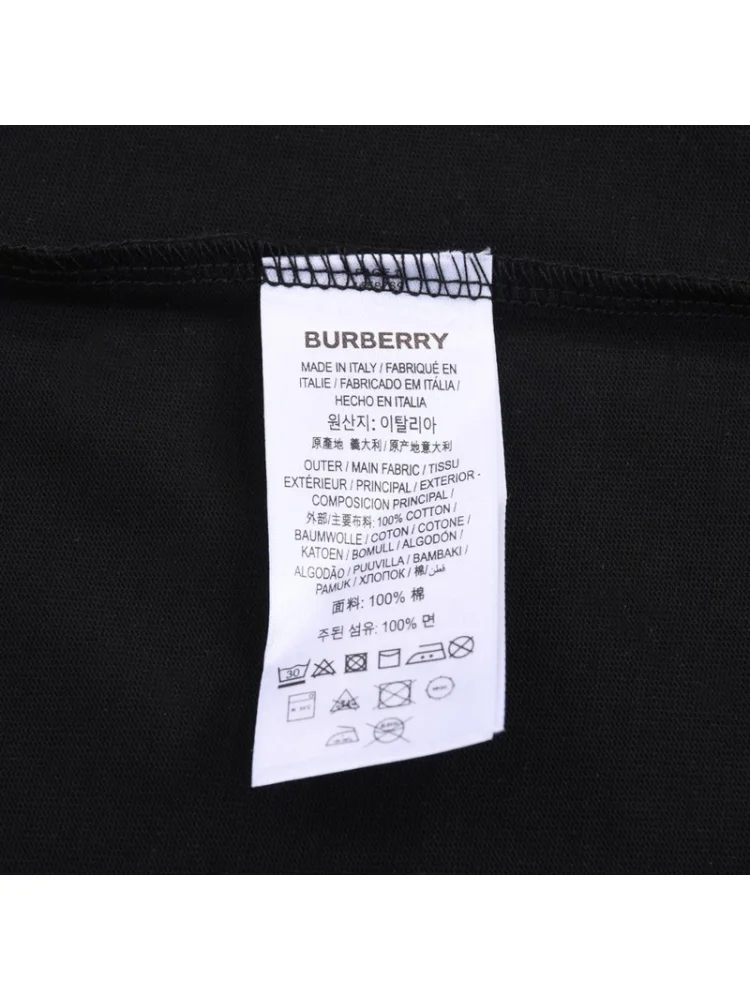 BURBERRY
MADE IN ITALY / FABRIQUÉ EN
ITALIE / FABRICADO EM ITÁLIA /
HECHO EN ITALIA
원산지: 이탈리아
原產地 義大利 / 原产地意大利
OUTER / MAIN FABRIC / TISSU
EXTÉRIEUR / PRINCIPAL / EXTERIOR -
COMPOSICION PRINCIPAL /
外部/主要布料: 100% COTTON /
BAUMWOLLE / COTON / COTONE /
KATOEN / BOMULL / ALGODÓN /
ALGODÃO / PUUVILLA / BAMBAKI /
PAMUK / ХЛОПОК / 棉 / قطن
面料: 100% 棉
주된 섬유: 100% 면
30